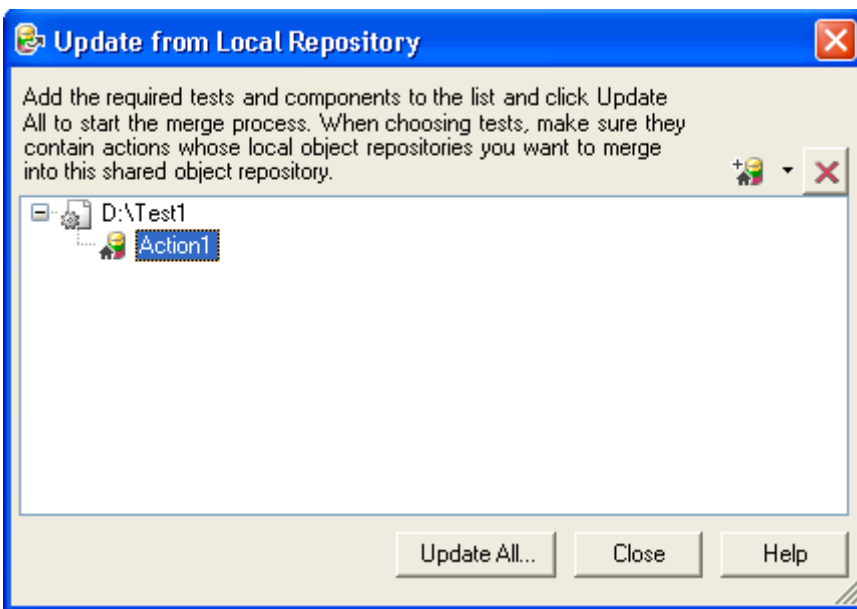 Update from Local Repository
Add the required tests and components to the list and click Update
All to start the merge process. When choosing tests, make sure they
contain actions whose local object repositories you want to merge
into this shared object repository.
D:\Test1
Action1
Update All...
Close
Help